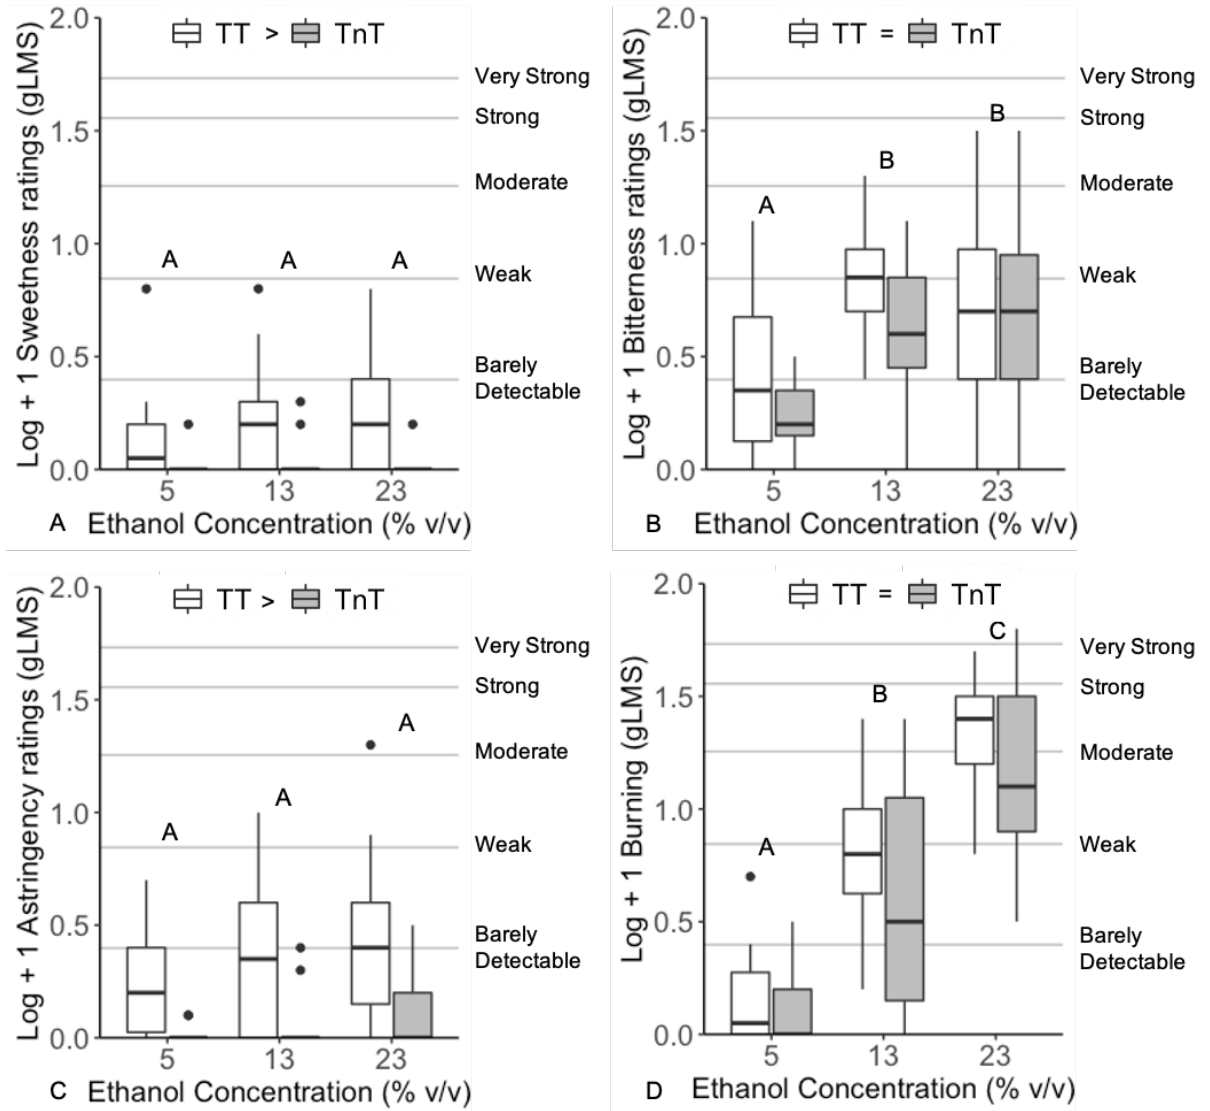 2.0
TT > TnT
Very Strong
Strong
1.5
Moderate
1.0
A A A
Weak
0.5
Barely
Detectable
0.0
5 13 23
Log + 1 Sweetness ratings (gLMS)
A Ethanol Concentration (% v/v)
2.0
TT = TnT
Very Strong
Strong
B
1.5
B
Moderate
A
1.0
Weak
0.5
Barely
Detectable
0.0
5 13 23
Log + 1 Bitterness ratings (gLMS)
B Ethanol Concentration (% v/v)
2.0
TT > TnT
Very Strong
Strong
1.5
A
Moderate
1.0
A
A
Weak
0.5
Barely
Detectable
0.0
5 13 23
Log + 1 Astringency ratings (gLMS)
C Ethanol Concentration (% v/v)
2.0
TT = TnT
C
Very Strong
Strong
1.5
B
Moderate
1.0
A
Weak
0.5
Barely
Detectable
0.0
5 13 23
Log + 1 Burning (gLMS)
D Ethanol Concentration (% v/v)